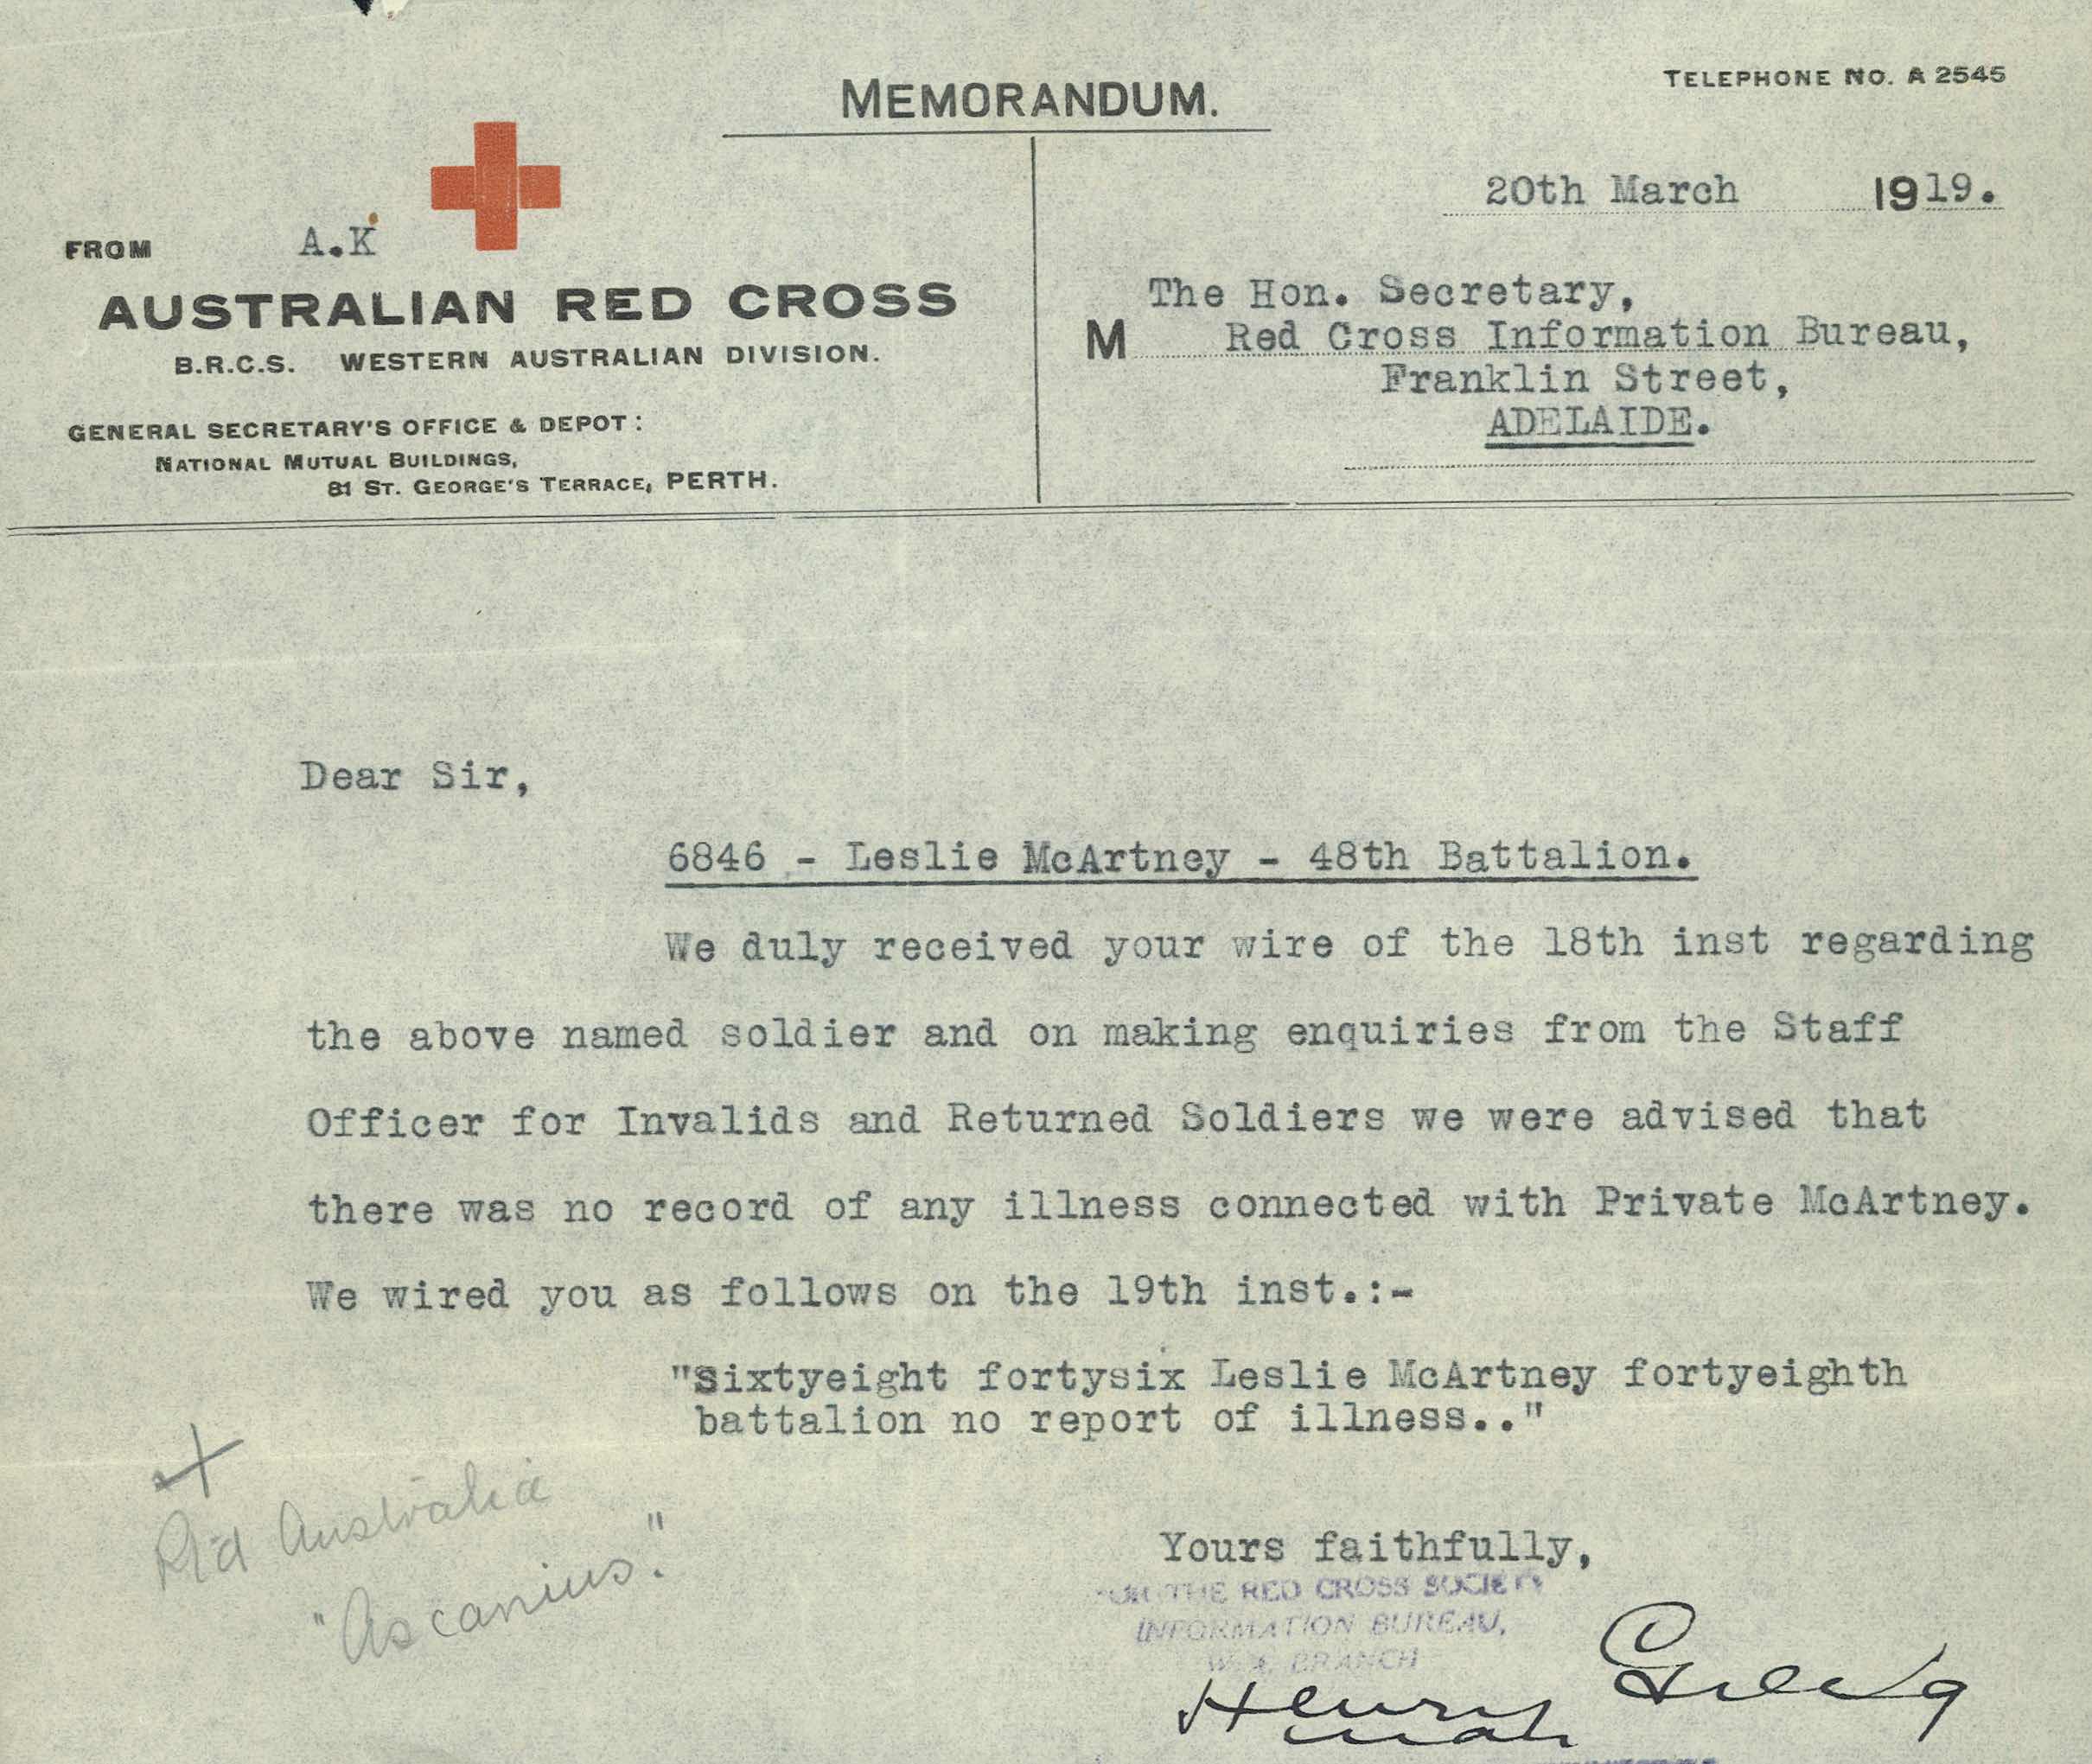 MEMORANDUM.
TELEPHONE NO. A 2545
20th March 1919.
FROM A.K
AUSTRALIAN RED CROSS
B.R.C.S. WESTERN AUSTRALIAN DIVISION.
GENERAL SECRETARY'S OFFICE & DEPOT:
NATIONAL MUTUAL BUILDINGS,
81 ST. GEORGE'S TERRACE, PERTH.
The Hon. Secretary,
M Red Cross Information Bureau,
Franklin Street,
ADELAIDE.
Dear Sir,
6846 - Leslie McArtney - 48th Battalion.
We duly received your wire of the 18th inst regarding
the above named soldier and on making enquiries from the Staff
Officer for Invalids and Returned Soldiers we were advised that
there was no record of any illness connected with Private McArtney.
We wired you as follows on the 19th inst.:-
"Sixtyeight fortysix Leslie McArtney fortyeighth
battalion no report of illness.."
Australia
"Ascanius."
Yours faithfully,
THE RED CROSS SOCIETY
INFORMATION BUREAU,
W.A. BRANCH
Henry